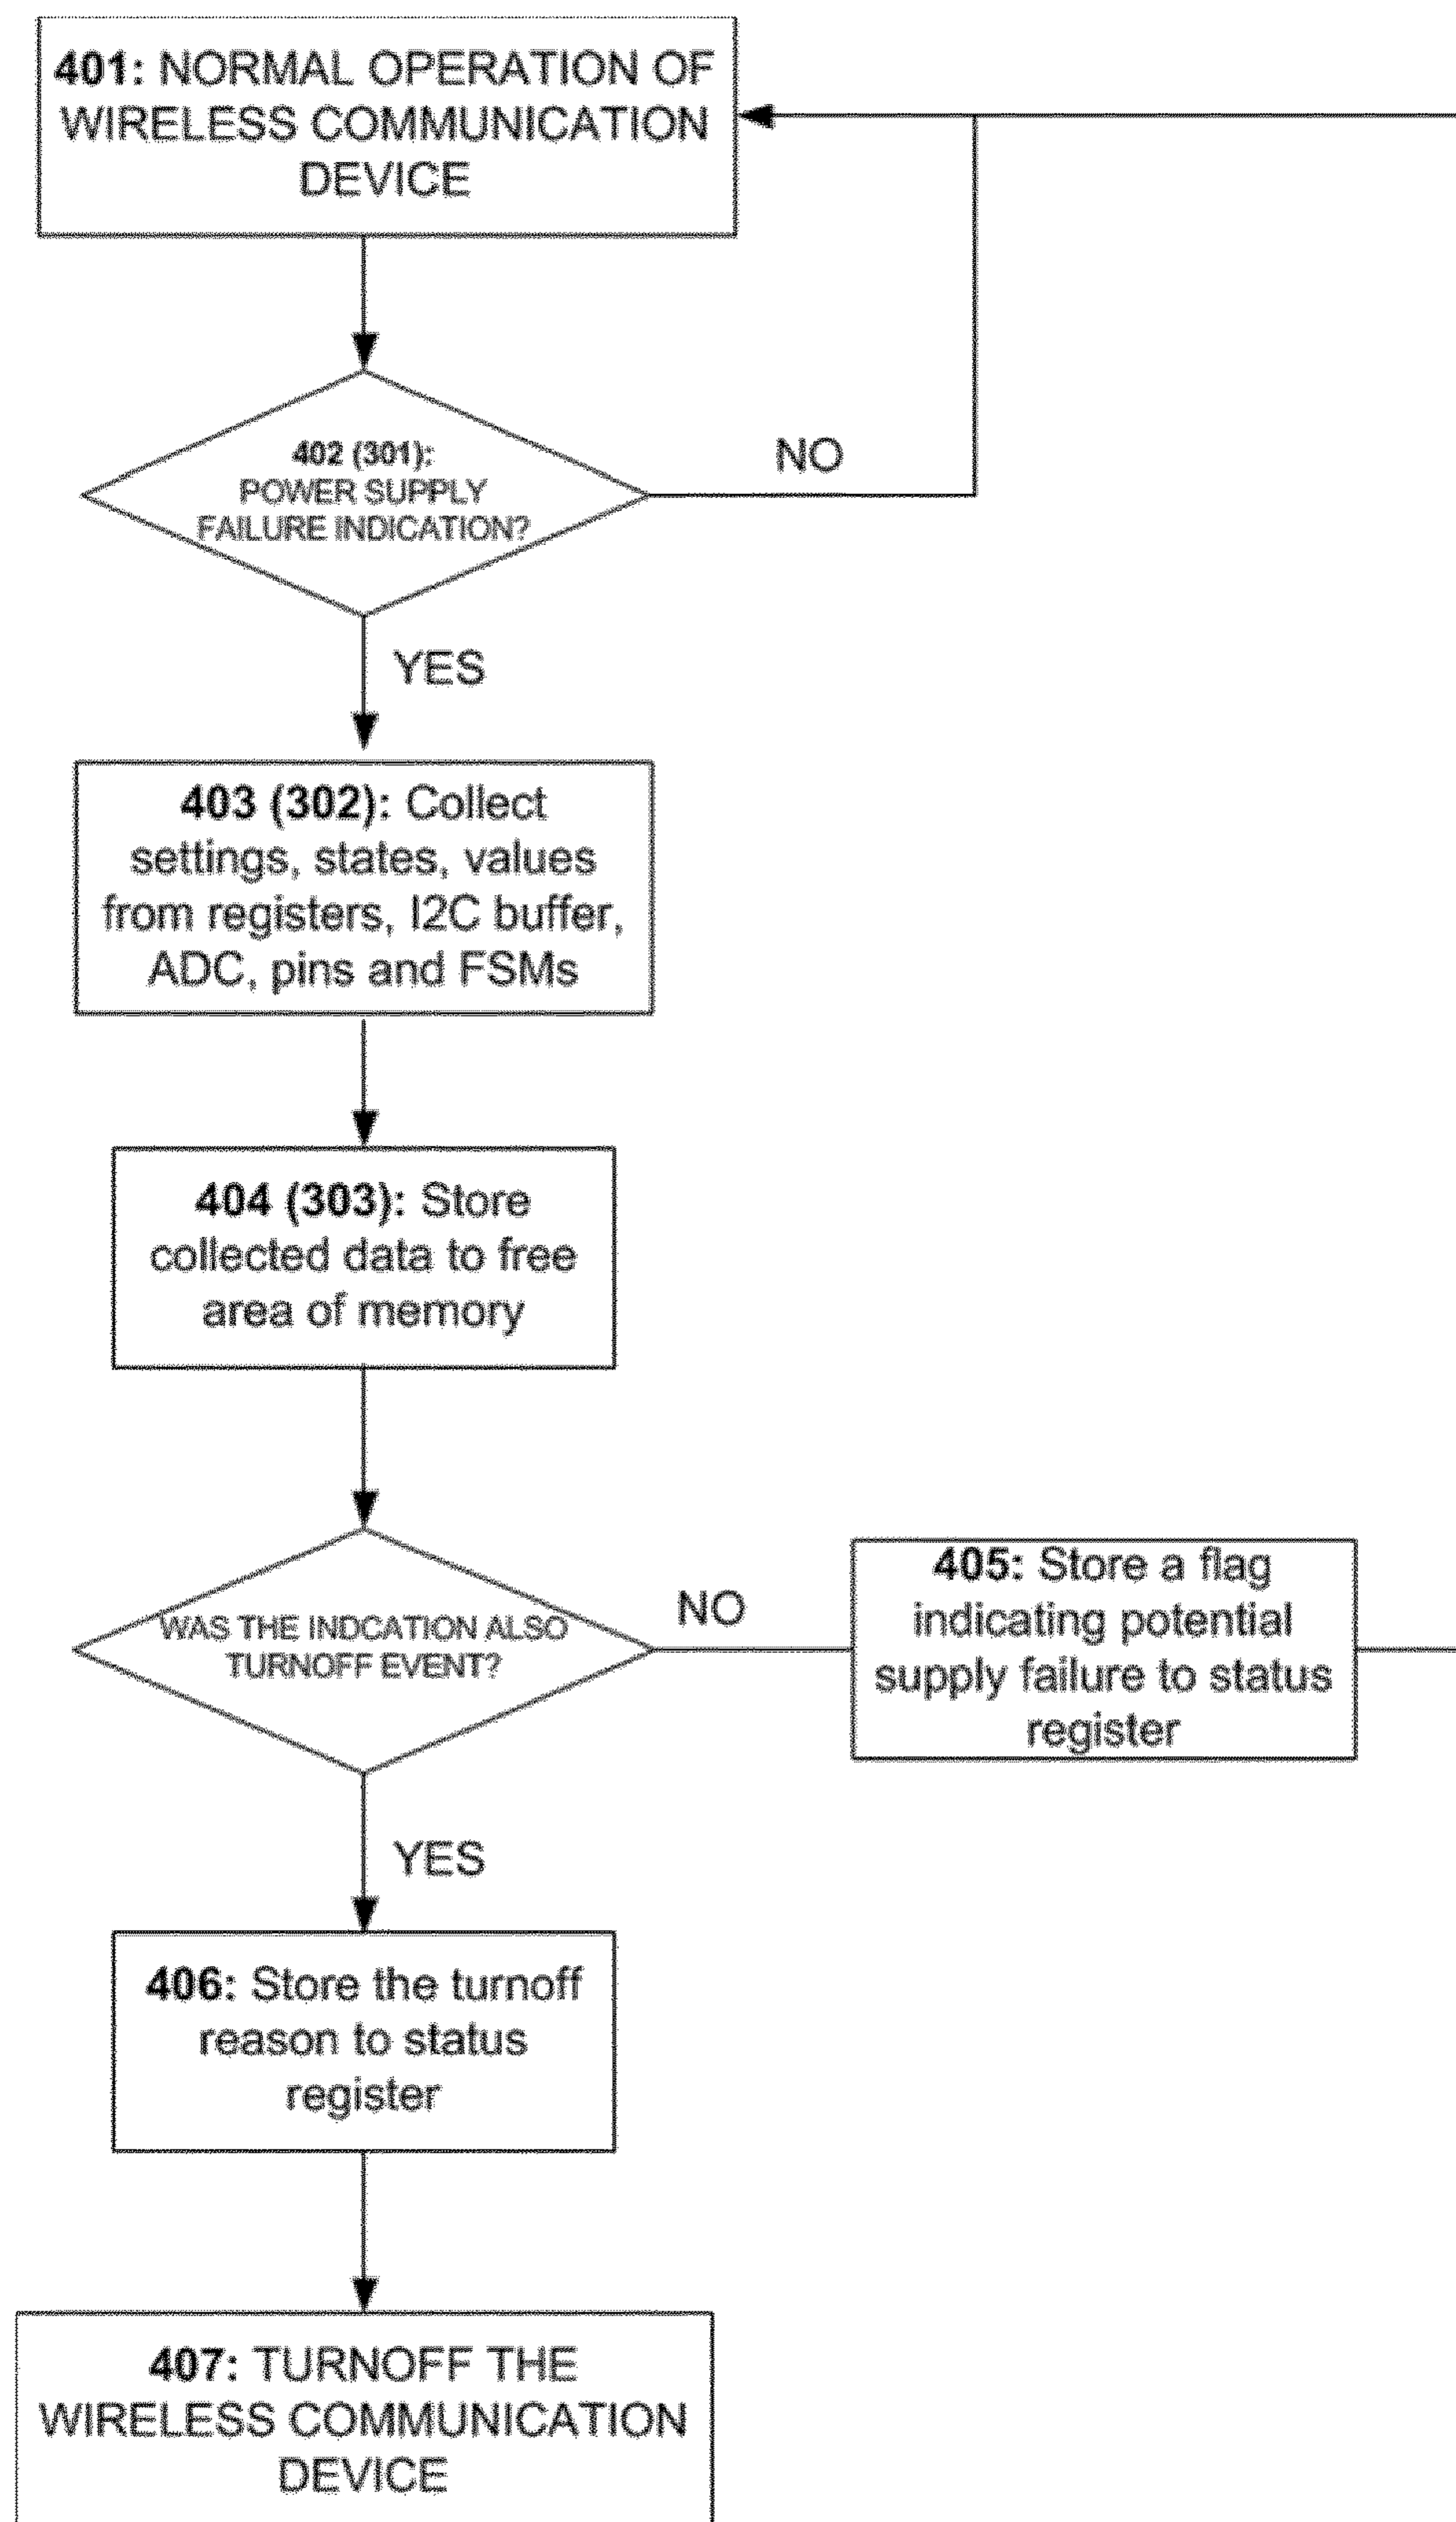 401: NORMAL OPERATION OF
WIRELESS COMMUNICATION
DEVICE
402 (301):
POWER SUPPLY
FAILURE INDICATION?
NO
YES
403 (302): Collect
settings, states, values
from registers, I2C buffer,
ADC, pins and FSMs
404 (303): Store
collected data to free
area of memory
WAS THE INDCATION ALSO
TURNOFF EVENT?
NO
405: Store a flag
indicating potential
supply failure to status
register
YES
406: Store the turnoff
reason to status
register
407: TURNOFF THE
WIRELESS COMMUNICATION
DEVICE